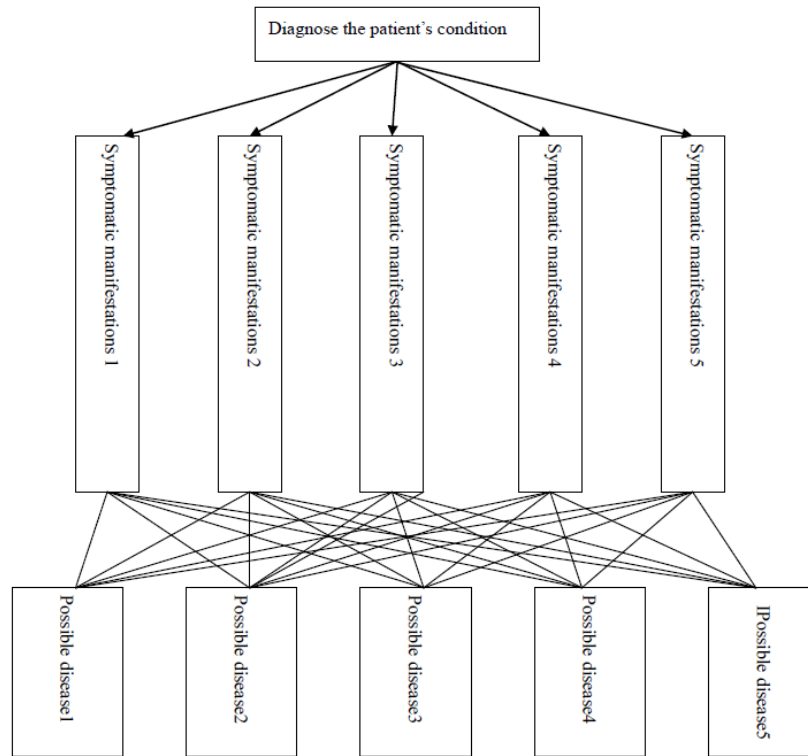 Diagnose the patient’s condition
Symptomatic manifestations 1
Symptomatic manifestations 2
Symptomatic manifestations 3
Symptomatic manifestations 4
Symptomatic manifestations 5
Possible disease1
Possible disease2
Possible disease3
Possible disease4
IPossible disease5